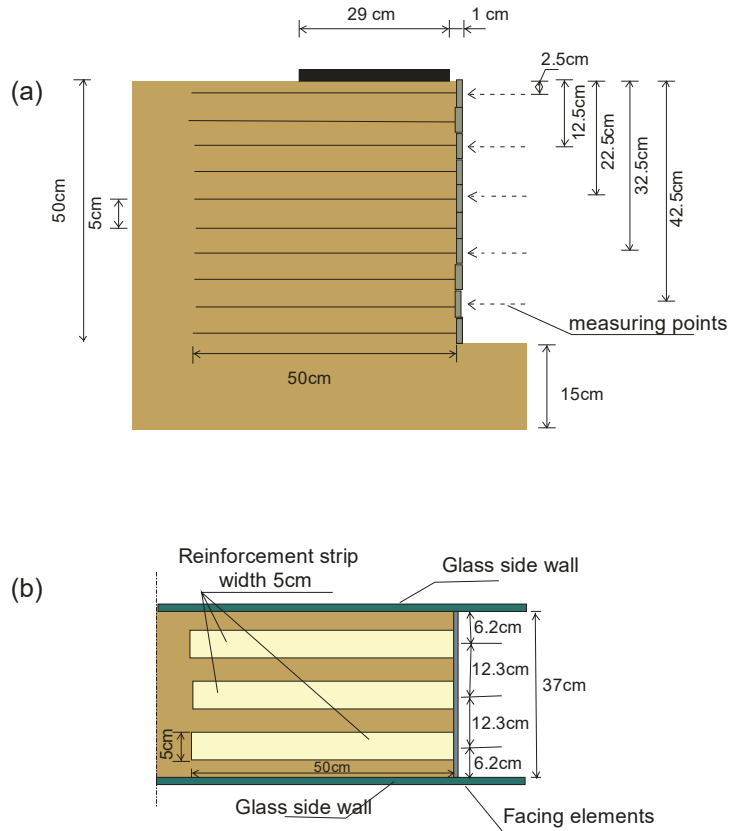 29 cm
1 cm
2.5cm
(a)
12.5cm
22.5cm
32.5cm
42.5cm
50cm
5cm
measuring points
50cm
15cm
Reinforcement strip
width 5cm
Glass side wall
(b)
6.2cm
12.3cm
37cm
12.3cm
5cm
50cm
6.2cm
Glass side wall
Facing elements